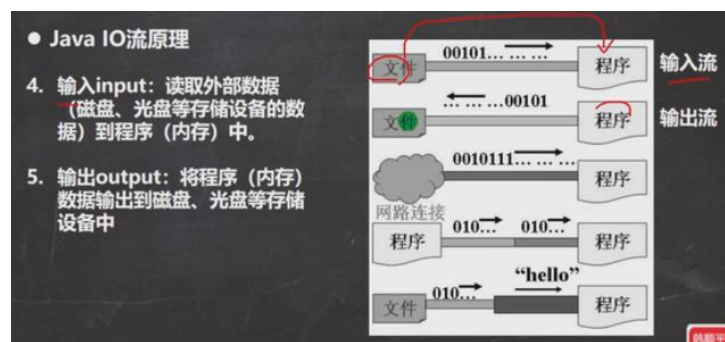 ● Java IO流原理
4. 输入input：读取外部数据
（磁盘、光盘等存储设备的数
据）到程序（内存）中。
5. 输出output：将程序（内存）
数据输出到磁盘、光盘等存储
设备中
文件 00101... ... ... 程序 输入流
文件 ... ... ...00101 程序 输出流
0010111... ... ... 程序
网路连接
程序 010... 010... 程序
“hello”
文件 010... 程序
韩顺平